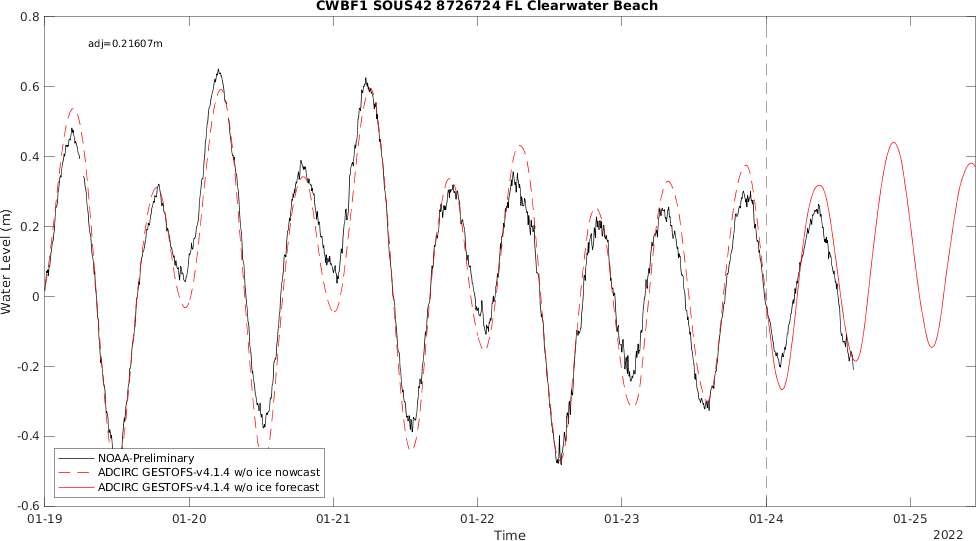 CWBF1 SOUS42 8726724 FL Clearwater Beach
adj=0.21607m
0.8
0.6
0.4
0.2
0
-0.2
-0.4
-0.6
Water Level (m)
NOAA-Preliminary
ADCIRC GESTOFS-v4.1.4 w/o ice nowcast
ADCIRC GESTOFS-v4.1.4 w/o ice forecast
01-19 01-20 01-21 01-22 01-23 01-24 01-25
Time
2022